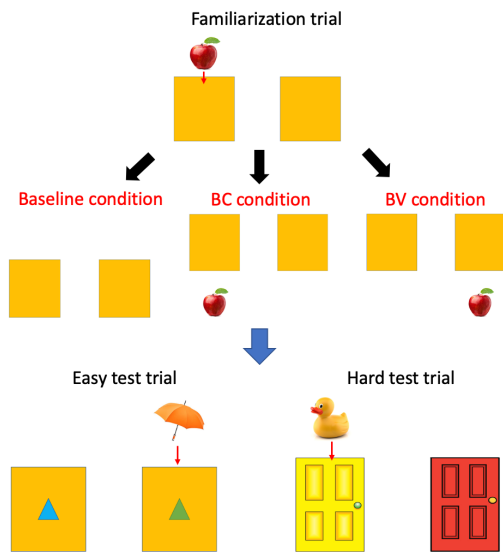 Familiarization trial
Baseline condition
BC condition
BV condition
Easy test trial
Hard test trial